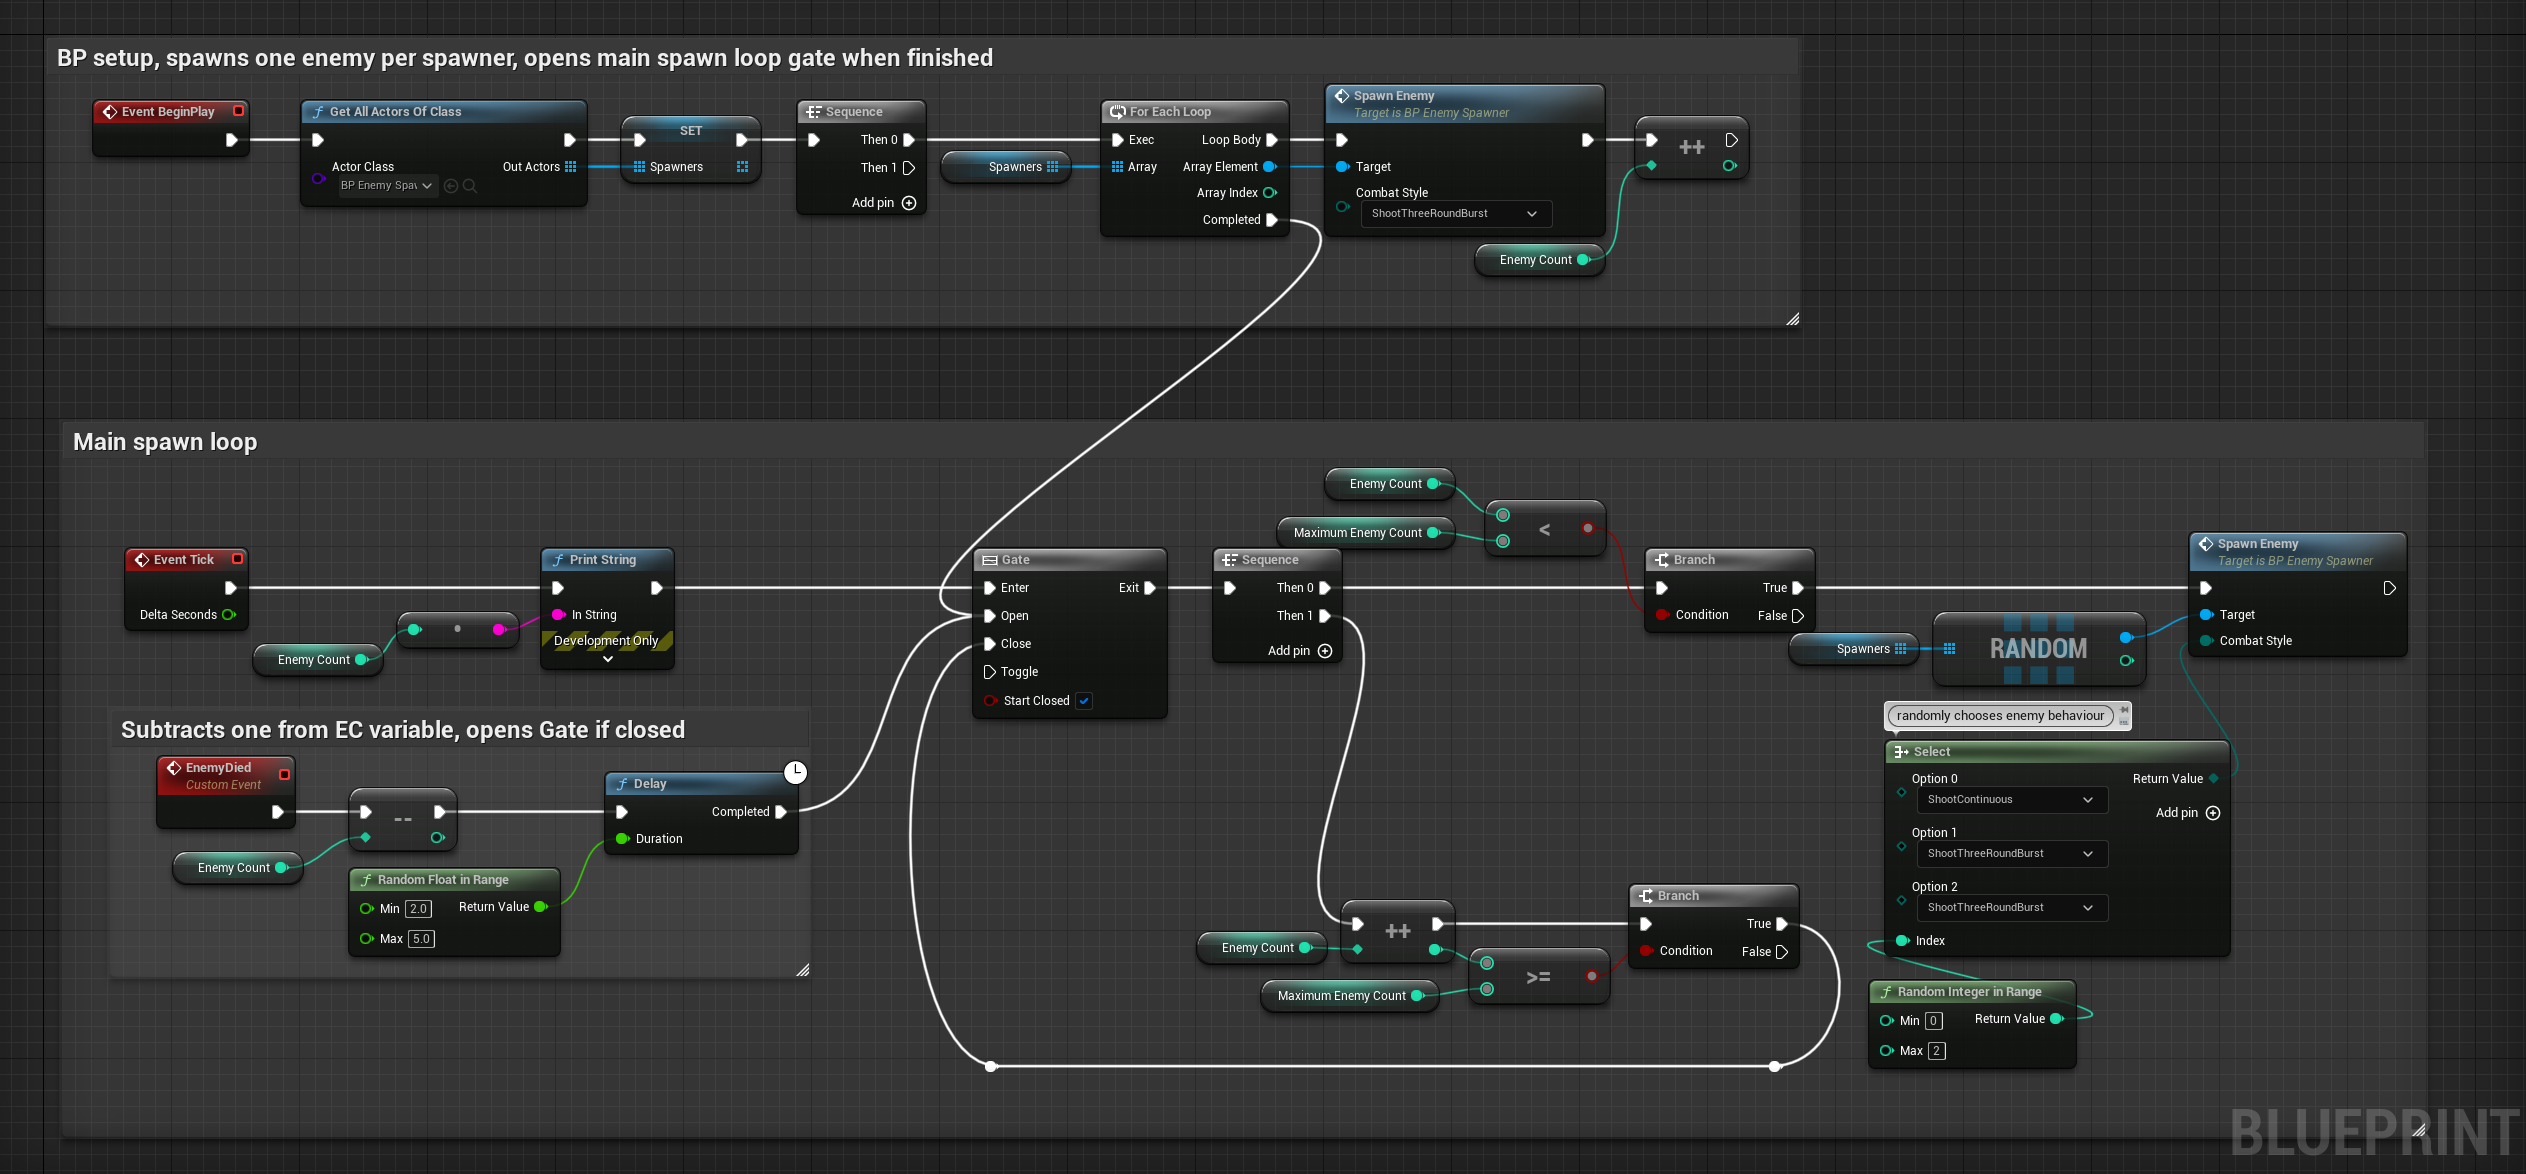 BP setup, spawns one enemy per spawner, opens main spawn loop gate when finished
Event BeginPlay
Get All Actors Of Class
Actor Class
BP Enemy Spav
Out Actors
SET
Spawners
Sequence
Then 0
Then 1
Add pin
Spawners
For Each Loop
Exec
Loop Body
Array
Array Element
Array Index
Completed
Spawn Enemy
Target is BP Enemy Spawner
Target
Combat Style
ShootThreeRoundBurst
Enemy Count
++
Main spawn loop
Event Tick
Delta Seconds
Enemy Count
Print String
In String
Development Only
Gate
Enter
Exit
Open
Close
Toggle
Start Closed
Sequence
Then 0
Then 1
Add pin
Enemy Count
Maximum Enemy Count
<
Branch
True
Condition
False
Spawners
RANDOM
Spawn Enemy
Target is BP Enemy Spawner
Target
Combat Style
randomly chooses enemy behaviour
Select
Option 0
Return Value
ShootContinuous
Add pin
Option 1
ShootThreeRoundBurst
Option 2
ShootThreeRoundBurst
Index
Random Integer in Range
Min 0
Return Value
Max 2
Subtracts one from EC variable, opens Gate if closed
EnemyDied
Custom Event
Enemy Count
--
Random Float in Range
Min 2.0
Return Value
Max 5.0
Delay
Completed
Duration
Enemy Count
++
Maximum Enemy Count
>=
Branch
True
Condition
False
BLUEPRINT